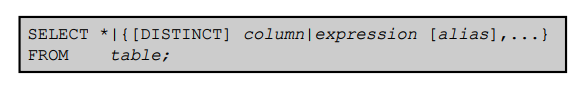 SELECT *|{[DISTINCT] column|expression [alias],...}
FROM    table;